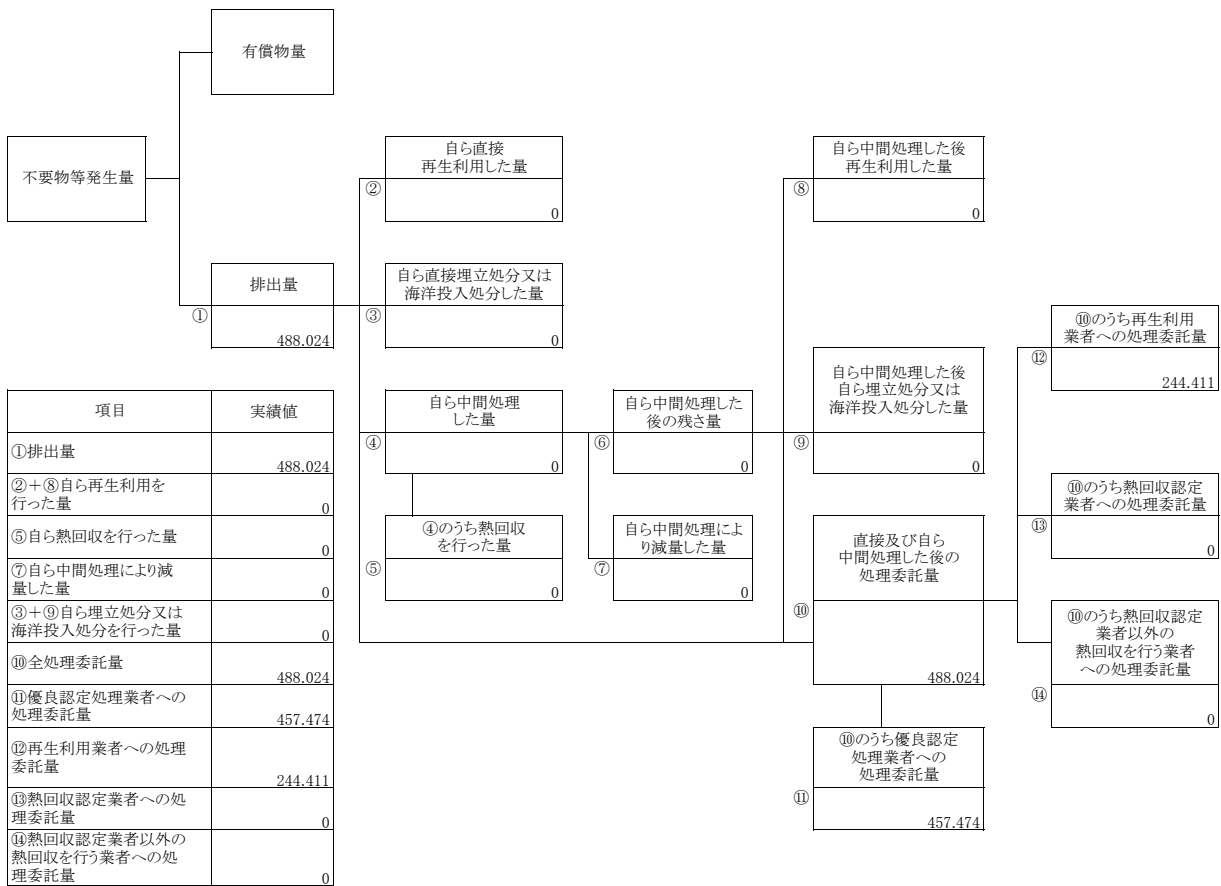 有償物量
不要物等発生量
自ら直接
再生利用した量
②
0
自ら中間処理した後
再生利用した量
⑧
0
排出量
①
488.024
自ら直接埋立処分又は
海洋投入処分した量
③
0
⑩のうち再生利用
業者への処理委託量
⑫
244.411
自ら中間処理
した量
④
0
自ら中間処理した
後の残さ量
⑥
0
自ら中間処理した後
自ら埋立処分又は
海洋投入処分した量
⑨
0
④のうち熱回収
を行った量
⑤
0
自ら中間処理によ
り減量した量
⑦
0
直接及び自ら
中間処理した後の
処理委託量
⑩
488.024
⑩のうち熱回収認定
業者への処理委託量
⑬
0
⑩のうち熱回収認定
業者以外の
熱回収を行う業者
への処理委託量
⑭
0
⑩のうち優良認定
処理業者への
処理委託量
⑪
457.474
項目 実績値
①排出量
488.024
②＋⑧自ら再生利用を
行った量
0
⑤自ら熱回収を行った量
0
⑦自ら中間処理により減
量した量
0
③＋⑨自ら埋立処分又は
海洋投入処分を行った量
0
⑩全処理委託量
488.024
⑪優良認定処理業者への
処理委託量
457.474
⑫再生利用業者への処理
委託量
244.411
⑬熱回収認定業者への処
理委託量
0
⑭熱回収認定業者以外の
熱回収を行う業者への処
理委託量
0